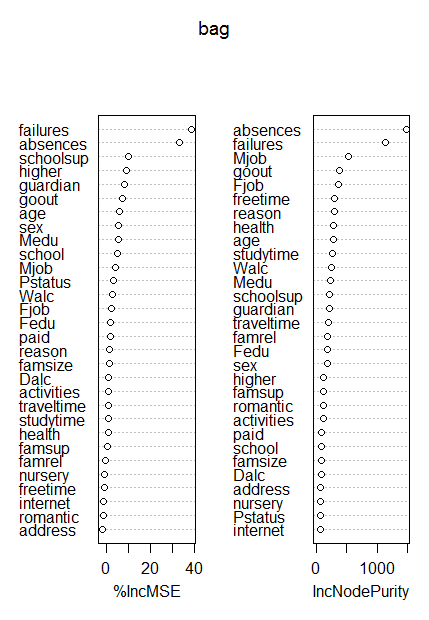 bag
failures
absences
schoolsup
higher
guardian
goout
age
sex
Medu
school
Mjob
Pstatus
Walc
Fjob
Fedu
paid
reason
famsize
Dalc
activities
traveltime
studytime
health
famsup
famrel
nursery
freetime
internet
romantic
address
0 20 40
%IncMSE
absences
failures
Mjob
goout
Fjob
freetime
reason
health
age
studytime
Walc
Medu
schoolsup
guardian
traveltime
famrel
Fedu
sex
higher
famsup
romantic
activities
paid
school
famsize
Dalc
address
nursery
Pstatus
internet
0 1000
IncNodePurity